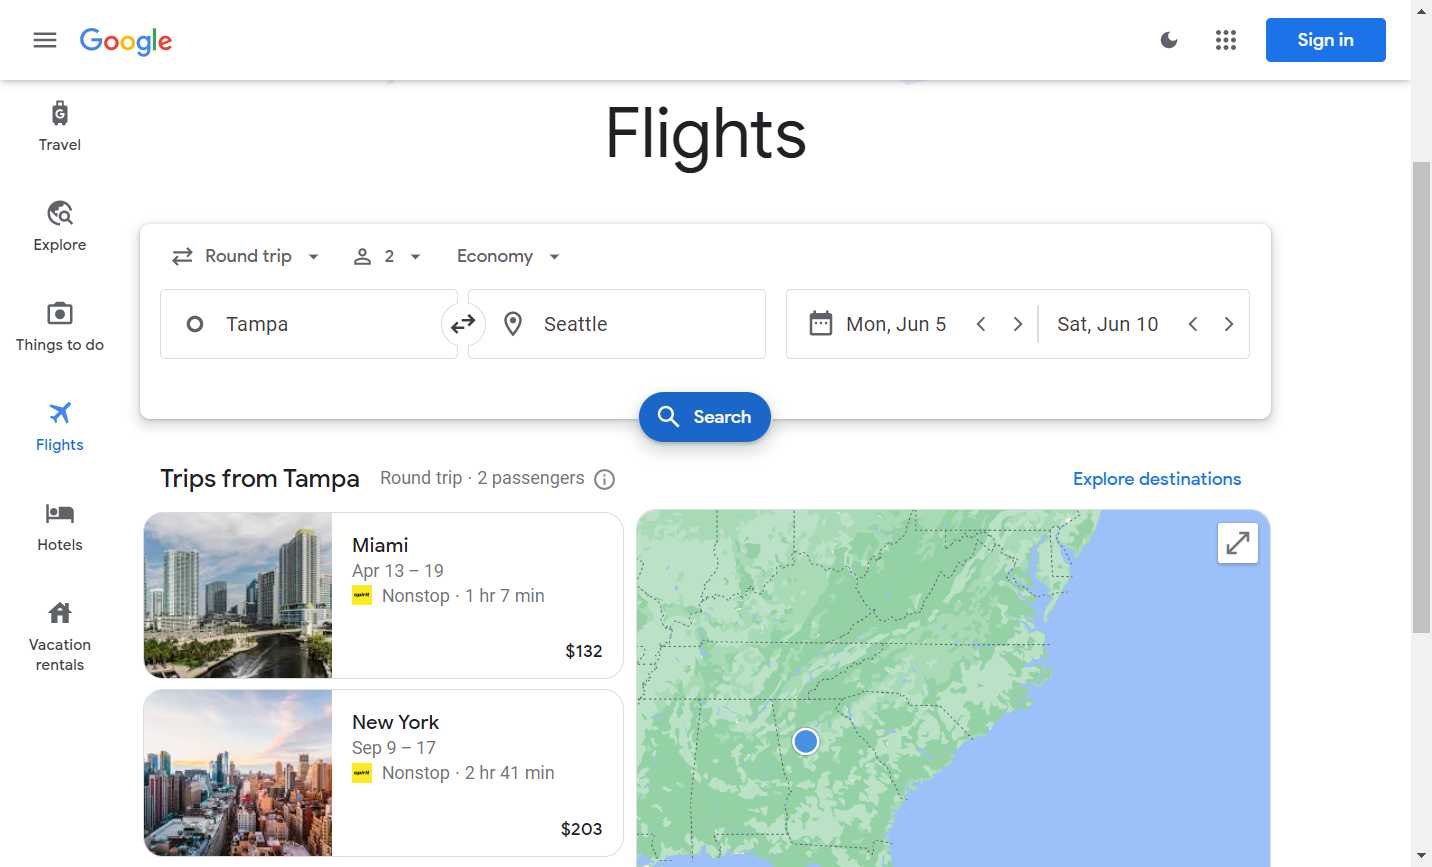 Google
Sign in
Travel
Explore
Things to do
Flights
Hotels
Vacation
rentals
Flights
Round trip
2
Economy
Tampa
Seattle
Mon, Jun 5
Sat, Jun 10
Search
Trips from Tampa
Round trip · 2 passengers
Explore destinations
Miami
Apr 13 – 19
spirit
Nonstop · 1 hr 7 min
$132
New York
Sep 9 – 17
spirit
Nonstop · 2 hr 41 min
$203